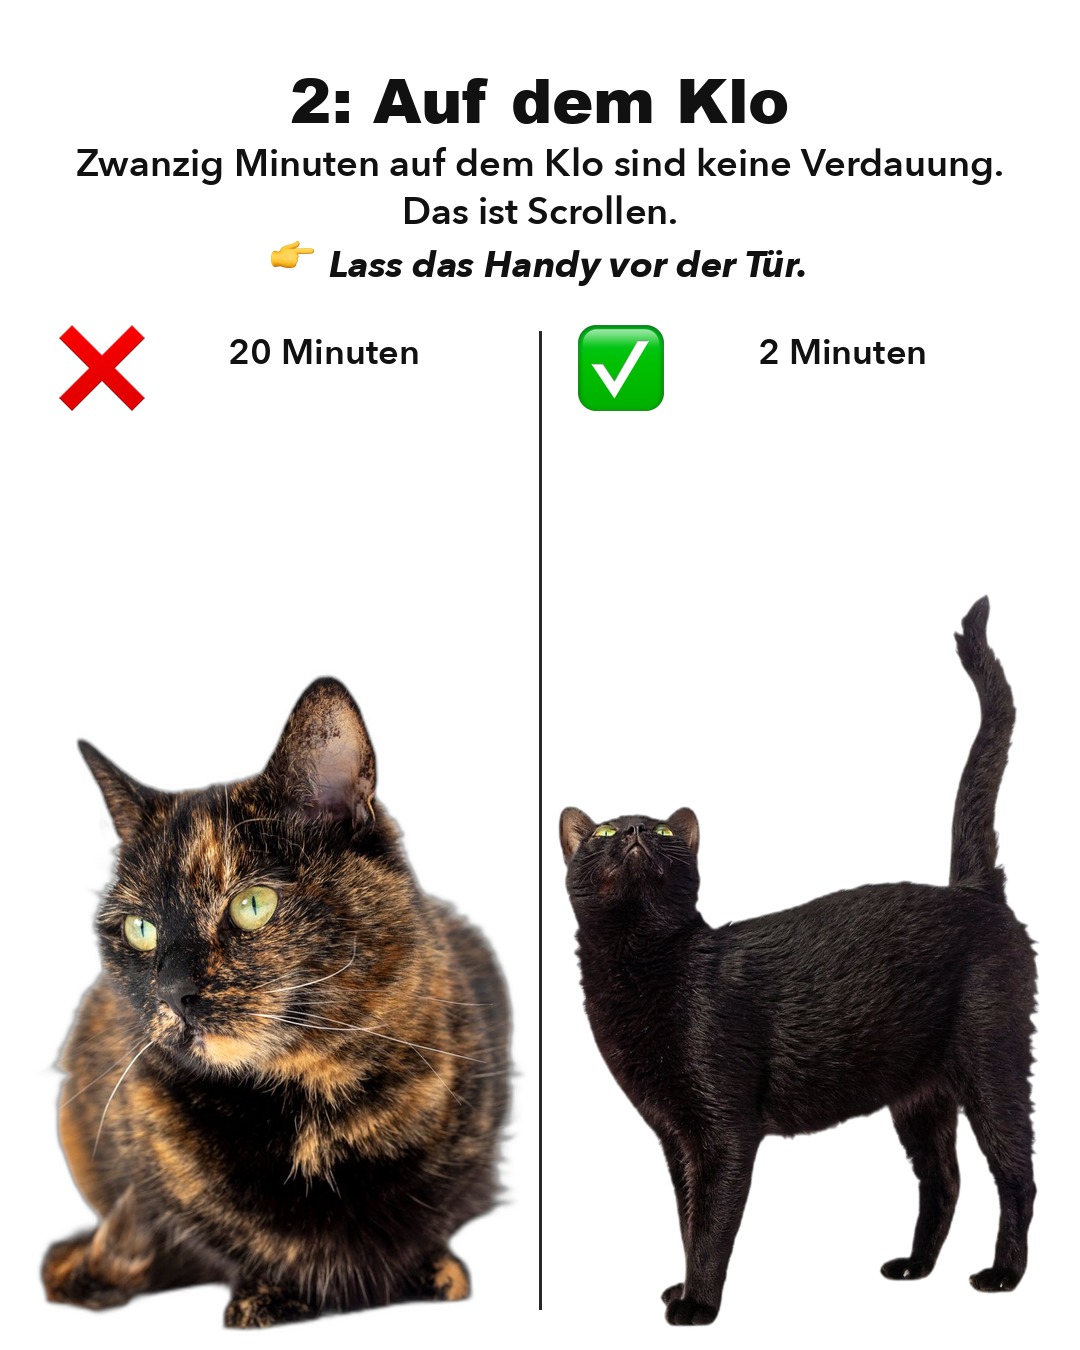 2: Auf dem Klo
Zwanzig Minuten auf dem Klo sind keine Verdauung.
Das ist Scrollen.
👉 Lass das Handy vor der Tür.
❌ 20 Minuten
✅ 2 Minuten